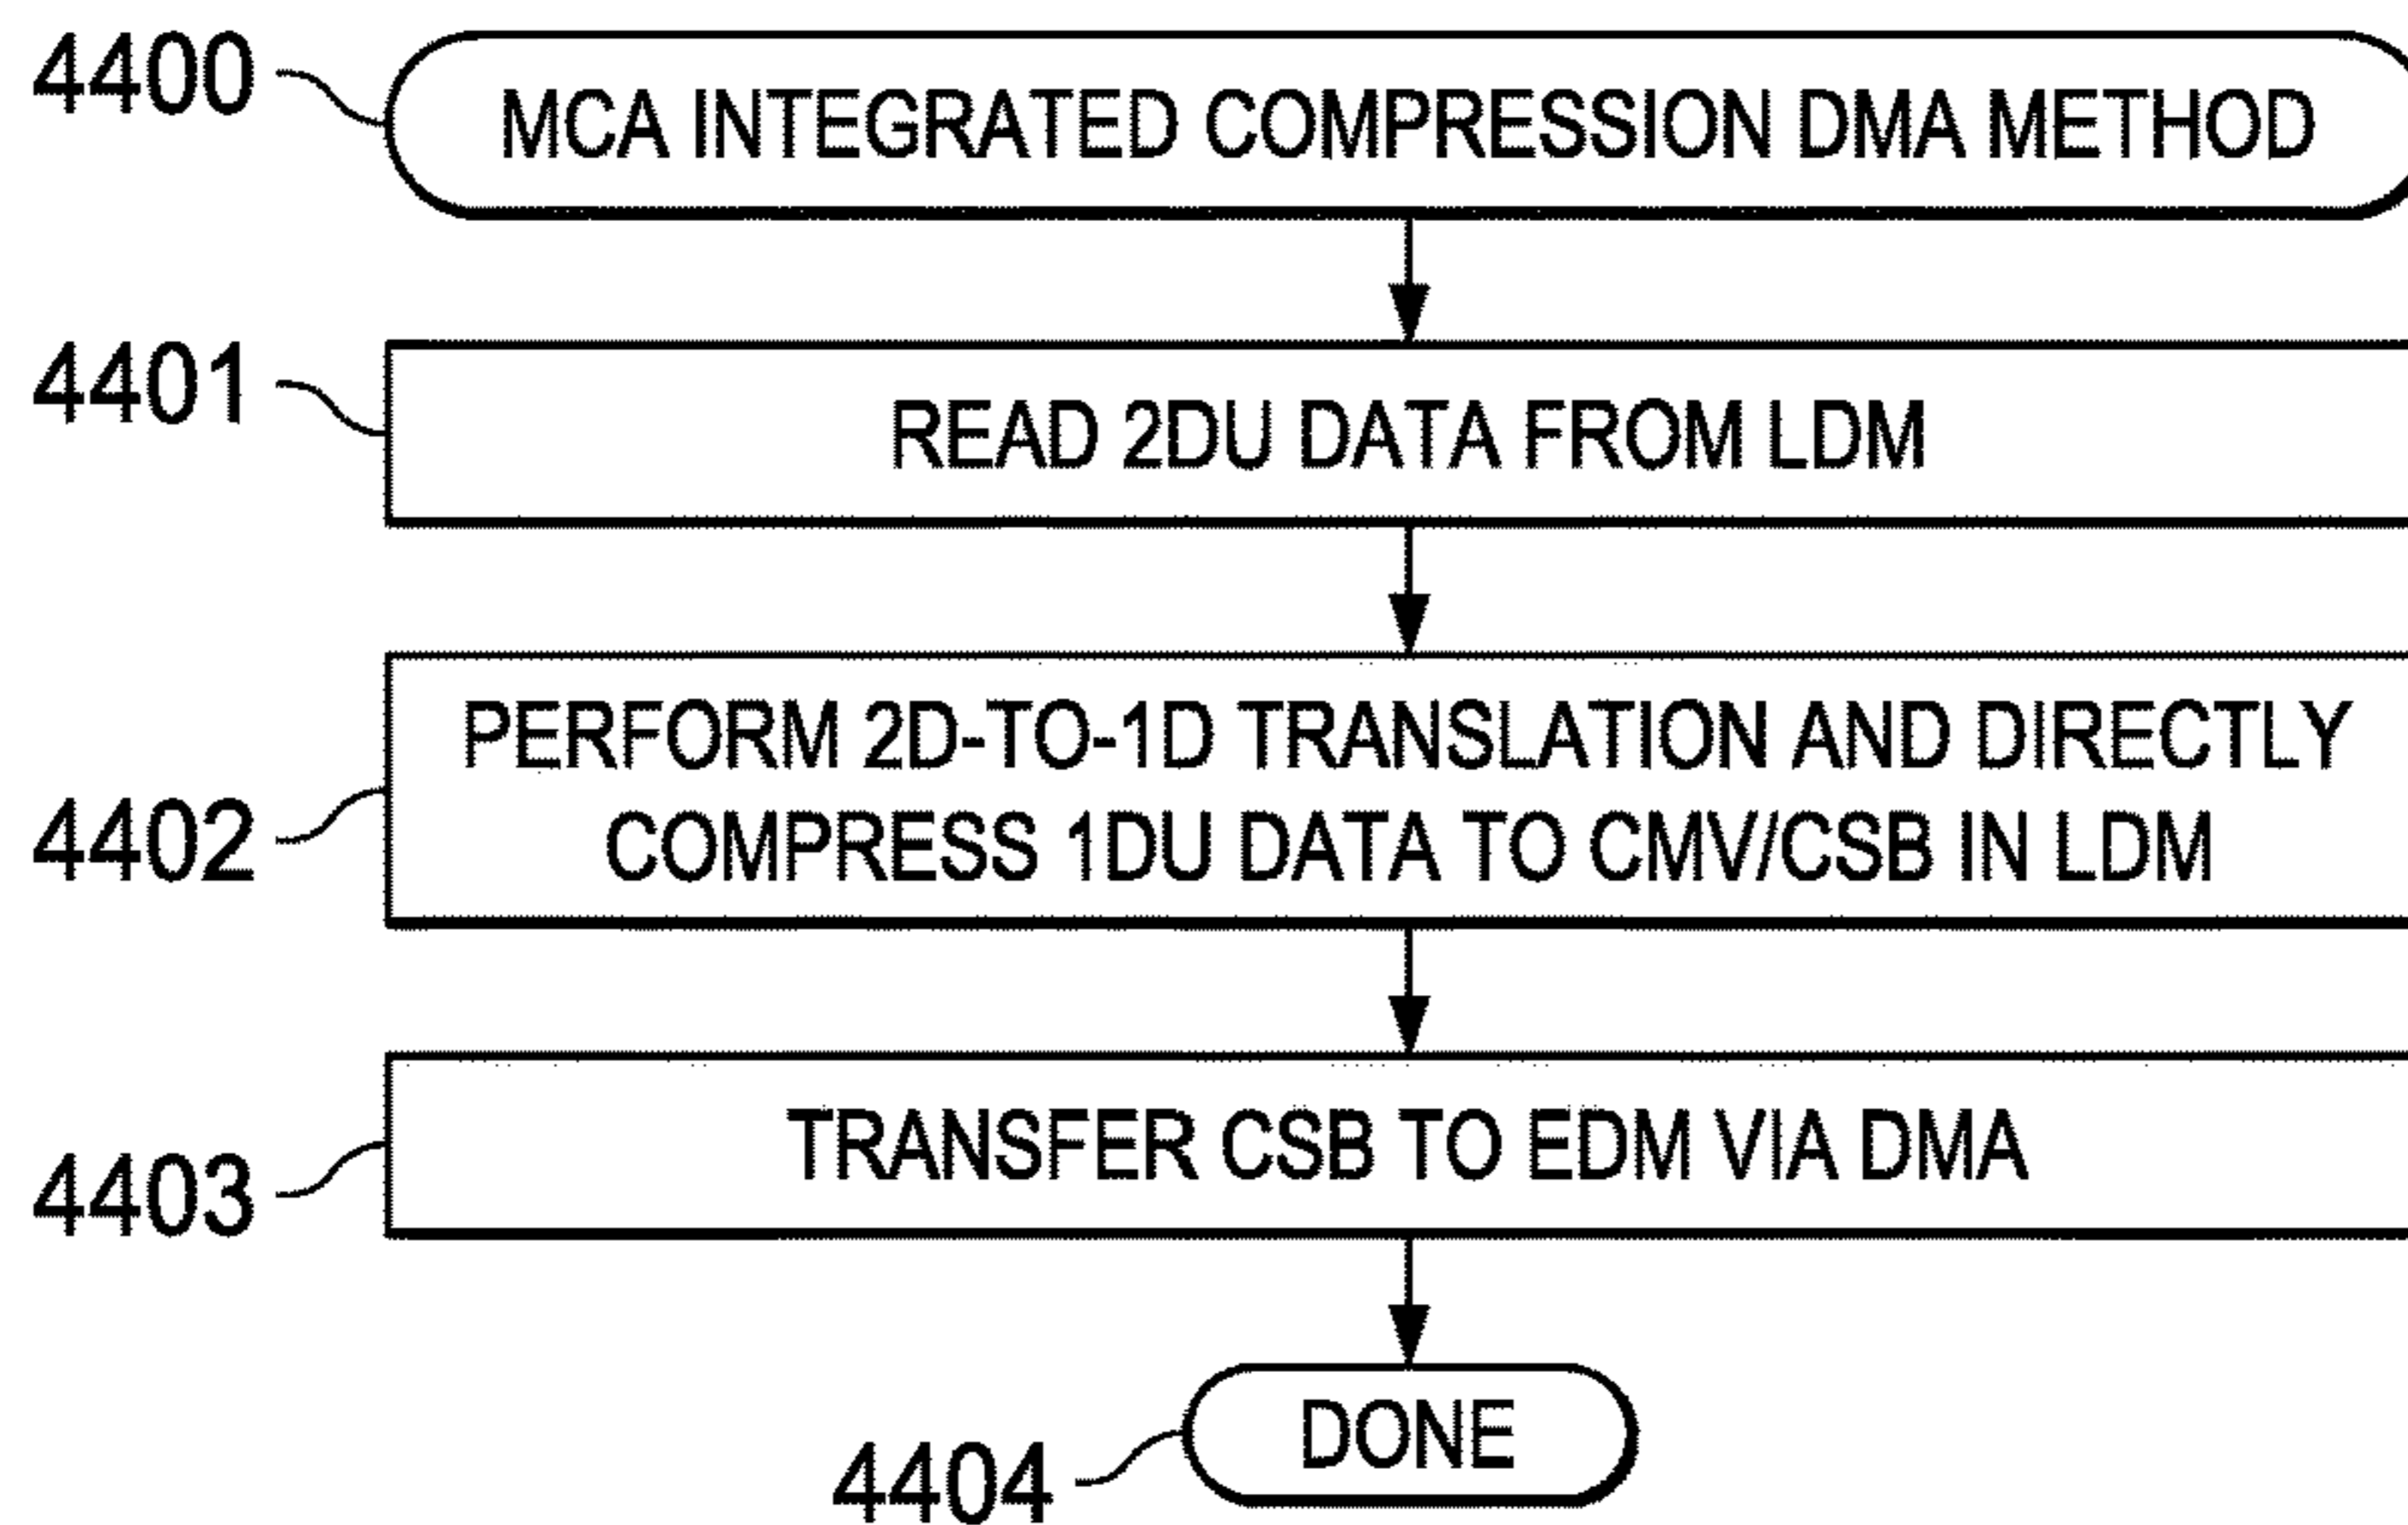 4400
MCA INTEGRATED COMPRESSION DMA METHOD
4401
READ 2DU DATA FROM LDM
4402
PERFORM 2D-TO-1D TRANSLATION AND DIRECTLY
COMPRESS 1DU DATA TO CMV/CSB IN LDM
4403
TRANSFER CSB TO EDM VIA DMA
4404
DONE